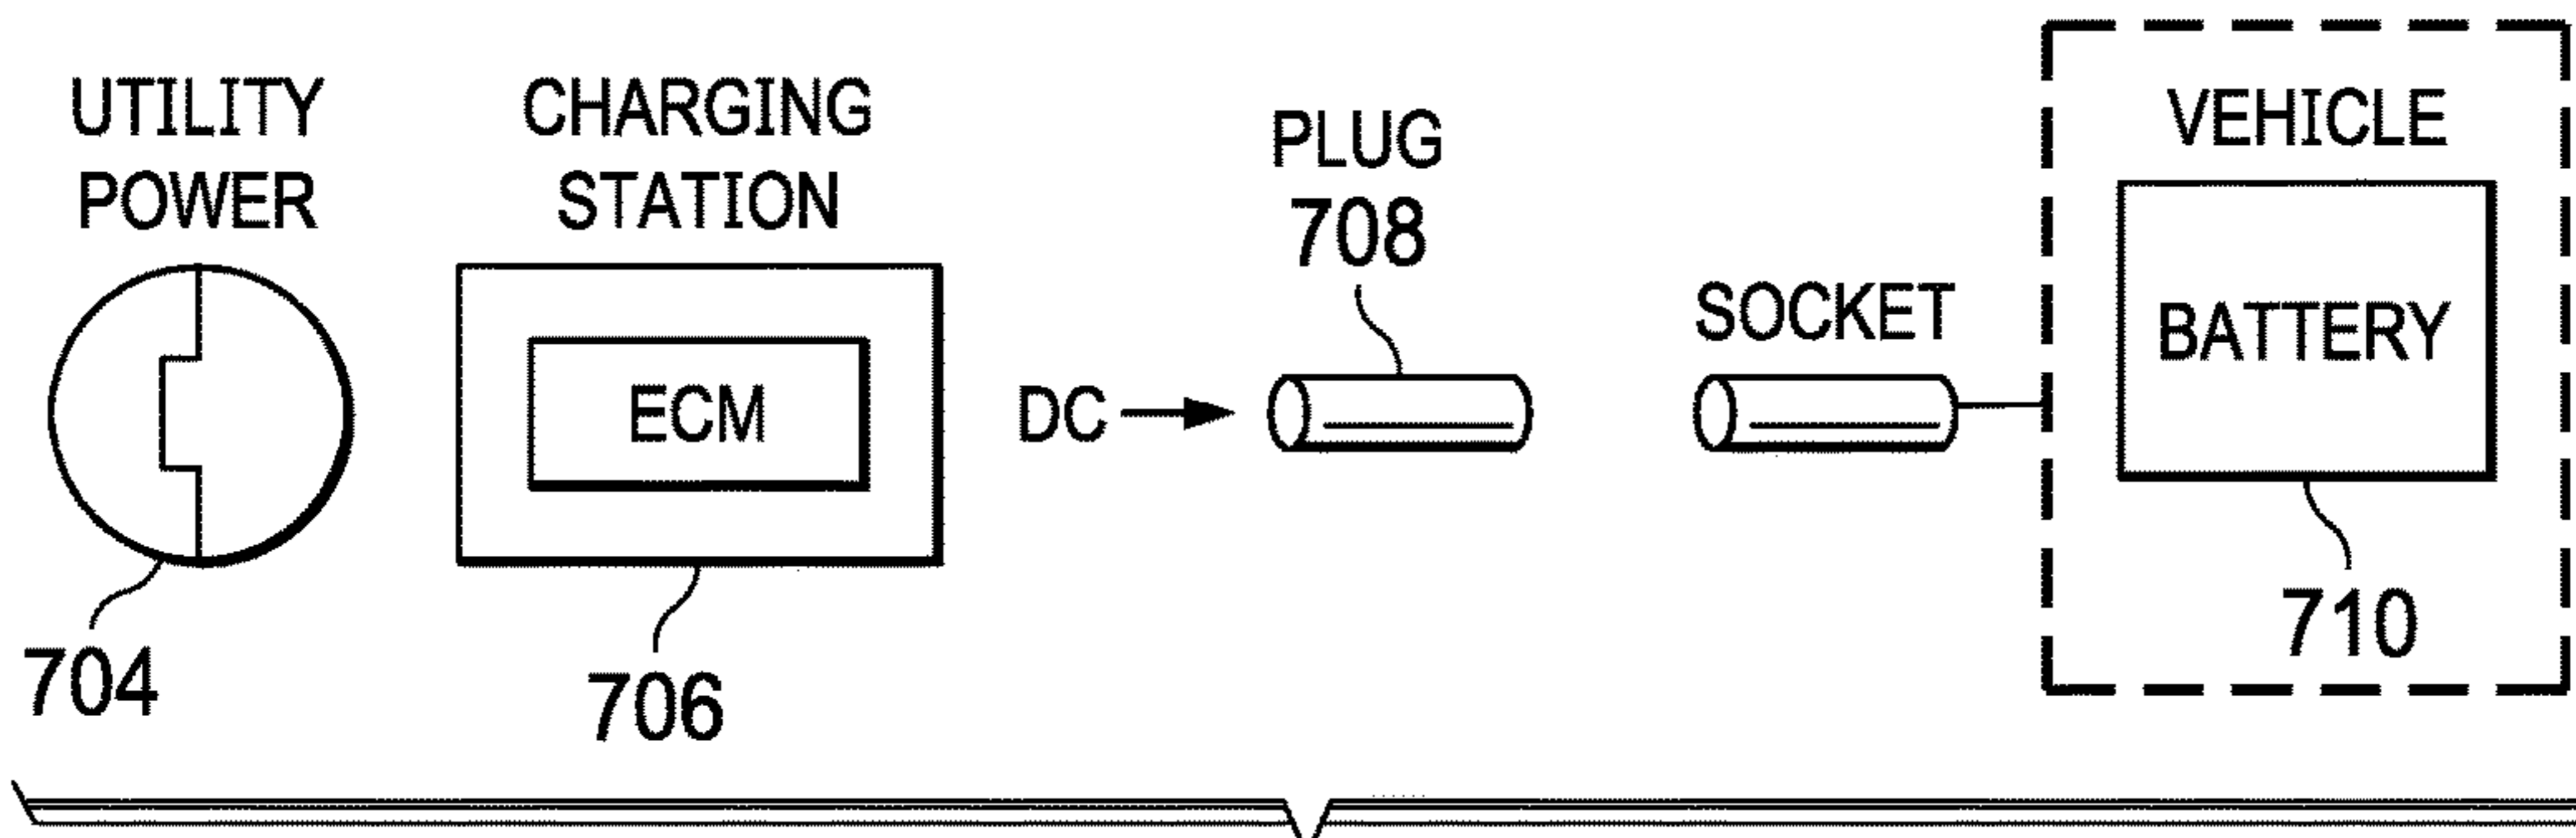 UTILITY
POWER
704
CHARGING
STATION
ECM
706
DC
PLUG
708
SOCKET
VEHICLE
BATTERY
710